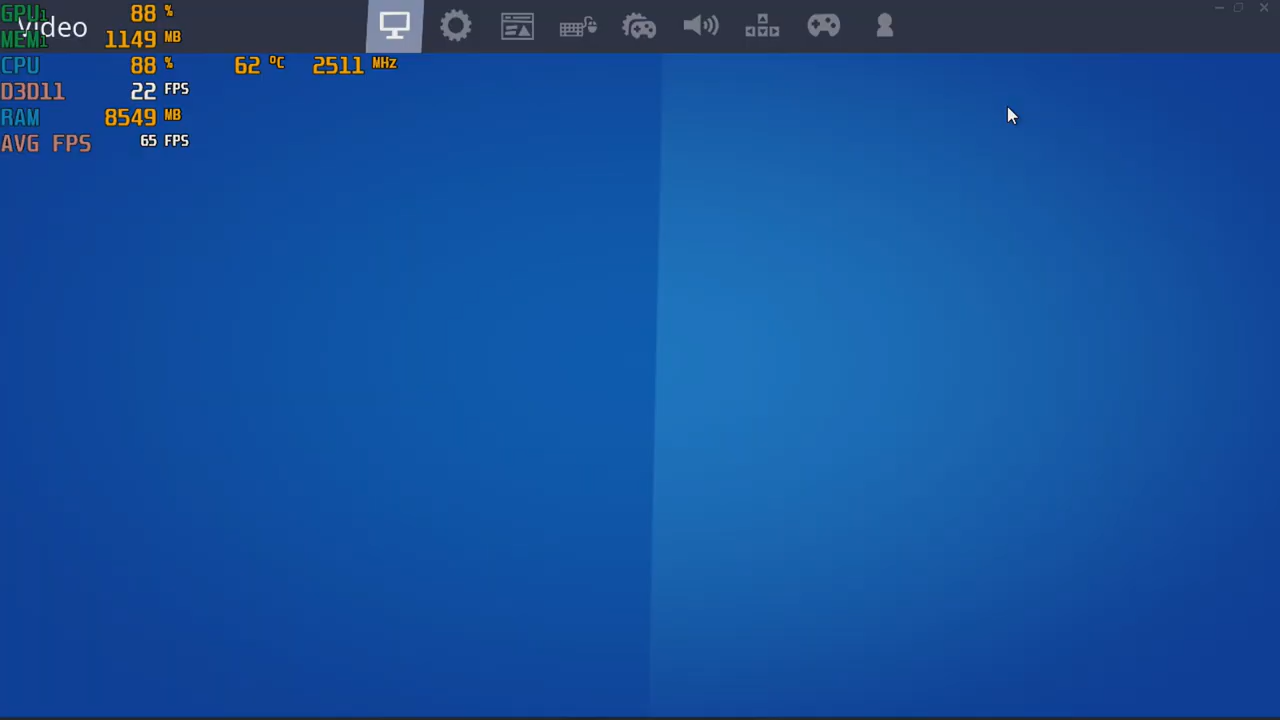 Video
GPU1 88 %
MEM1 1149 MB
CPU 88 % 62 °C 2511 MHz
D3D11 22 FPS
RAM 8549 MB
AVG FPS 65 FPS